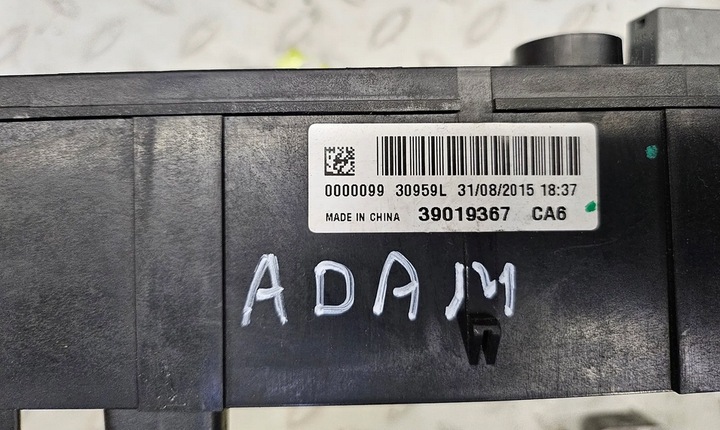 0000099 30959L 31/08/2015 18:37
MADE IN CHINA 39019367 CA6
ADAM